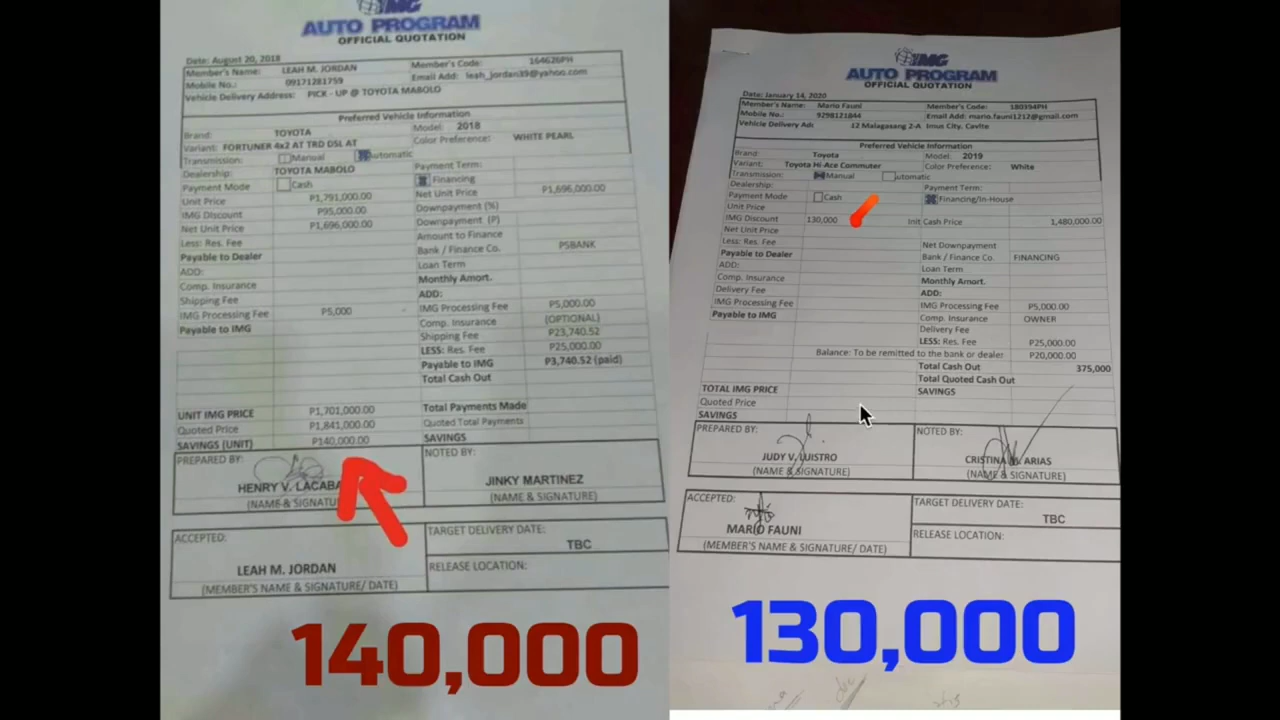 IMG
AUTO PROGRAM
OFFICIAL QUOTATION
Date: August 20, 2018
Member's Name: LEAH M. JORDAN Member's Code: 164626PH
Mobile No.: 09171281759 Email Add: leah_jordan39@yahoo.com
Vehicle Delivery Address: PICK - UP @ TOYOTA MABOLO
Preferred Vehicle Information
Brand: TOYOTA Model: 2018
Variant: FORTUNER 4x2 AT TRD DSL AT Color Preference: WHITE PEARL
Transmission: Manual Automatic
Dealership: TOYOTA MABOLO Payment Term:
Payment Mode Cash Financing
Unit Price P1,791,000.00 Net Unit Price P1,696,000.00
IMG Discount P95,000.00 Downpayment (%)
Net Unit Price P1,696,000.00 Downpayment (P)
Less: Res. Fee Amount to Finance
Payable to Dealer Bank / Finance Co. PSBANK
ADD: Loan Term
Comp. Insurance Monthly Amort.
Shipping Fee ADD:
IMG Processing Fee P5,000 IMG Processing Fee P5,000.00
Payable to IMG Comp. Insurance (OPTIONAL)
Shipping Fee P23,740.52
LESS: Res. Fee P25,000.00
Payable to IMG P3,740.52 (paid)
Total Cash Out
UNIT IMG PRICE P1,701,000.00 Total Payments Made
Quoted Price P1,841,000.00 Quoted Total Payments
SAVINGS (UNIT) P140,000.00 SAVINGS
PREPARED BY: NOTED BY:
HENRY V. LACABA JINKY MARTINEZ
(NAME & SIGNATURE) (NAME & SIGNATURE)
ACCEPTED: TARGET DELIVERY DATE:
TBC
LEAH M. JORDAN RELEASE LOCATION:
(MEMBER'S NAME & SIGNATURE/ DATE)
140,000
IMG
AUTO PROGRAM
OFFICIAL QUOTATION
Date: January 14, 2020
Member's Name: Mario Fauni Member's Code: 180394PH
Mobile No.: 9298121844 Email Add: mario.fauni1212@gmail.com
Vehicle Delivery Ad: 12 Malagasang 2-A Imus City, Cavite
Preferred Vehicle Information
Brand: Toyota Model: 2019
Variant: Toyota Hi-Ace Commuter Color Preference: White
Transmission: Manual Automatic
Dealership: Payment Term:
Payment Mode Cash Financing/In-House
Unit Price
IMG Discount 130,000 Init Cash Price 1,480,000.00
Net Unit Price
Less: Res. Fee Net Downpayment
Payable to Dealer Bank / Finance Co. FINANCING
ADD: Loan Term
Comp. Insurance Monthly Amort.
Delivery Fee ADD:
IMG Processing Fee IMG Processing Fee P5,000.00
Payable to IMG Comp. Insurance OWNER
Delivery Fee
LESS: Res. Fee P25,000.00
Balance: To be remitted to the bank or dealer P20,000.00
Total Cash Out 375,000
Total Quoted Cash Out
TOTAL IMG PRICE SAVINGS
Quoted Price
SAVINGS
PREPARED BY: NOTED BY:
JUDY V. LUISTRO CRISTINA M. ARIAS
(NAME & SIGNATURE) (NAME & SIGNATURE)
ACCEPTED: TARGET DELIVERY DATE:
TBC
MARIO FAUNI RELEASE LOCATION:
(MEMBER'S NAME & SIGNATURE/ DATE)
130,000